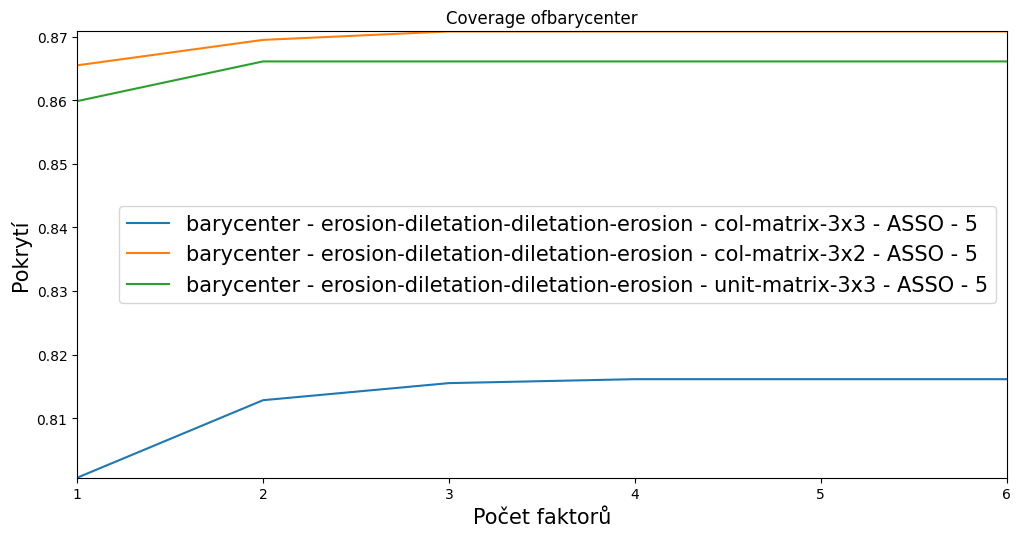 Coverage ofbarycenter
0.87
0.86
0.85
0.84
0.83
0.82
0.81
Pokrytí
barycenter - erosion-diletation-diletation-erosion - col-matrix-3x3 - ASSO - 5
barycenter - erosion-diletation-diletation-erosion - col-matrix-3x2 - ASSO - 5
barycenter - erosion-diletation-diletation-erosion - unit-matrix-3x3 - ASSO - 5
1 2 3 4 5 6
Počet faktorů